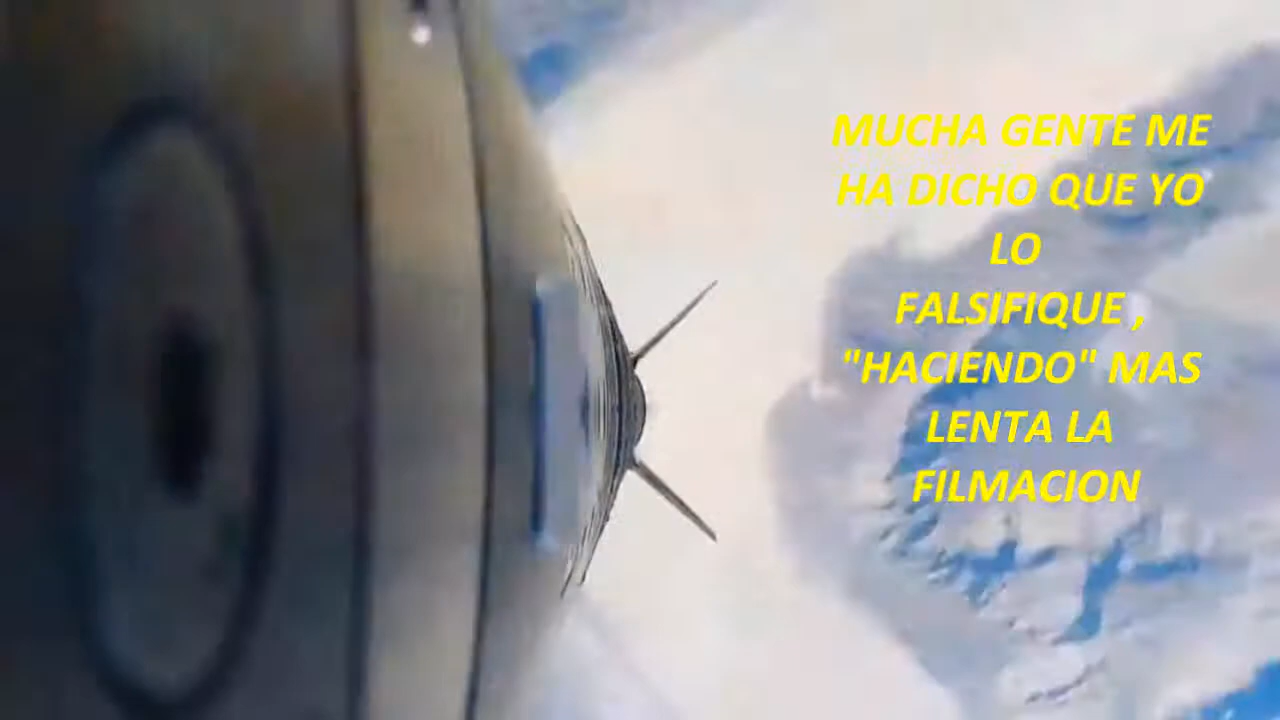 MUCHA GENTE ME
HA DICHO QUE YO
LO
FALSIFIQUE ,
"HACIENDO" MAS
LENTA LA
FILMACION